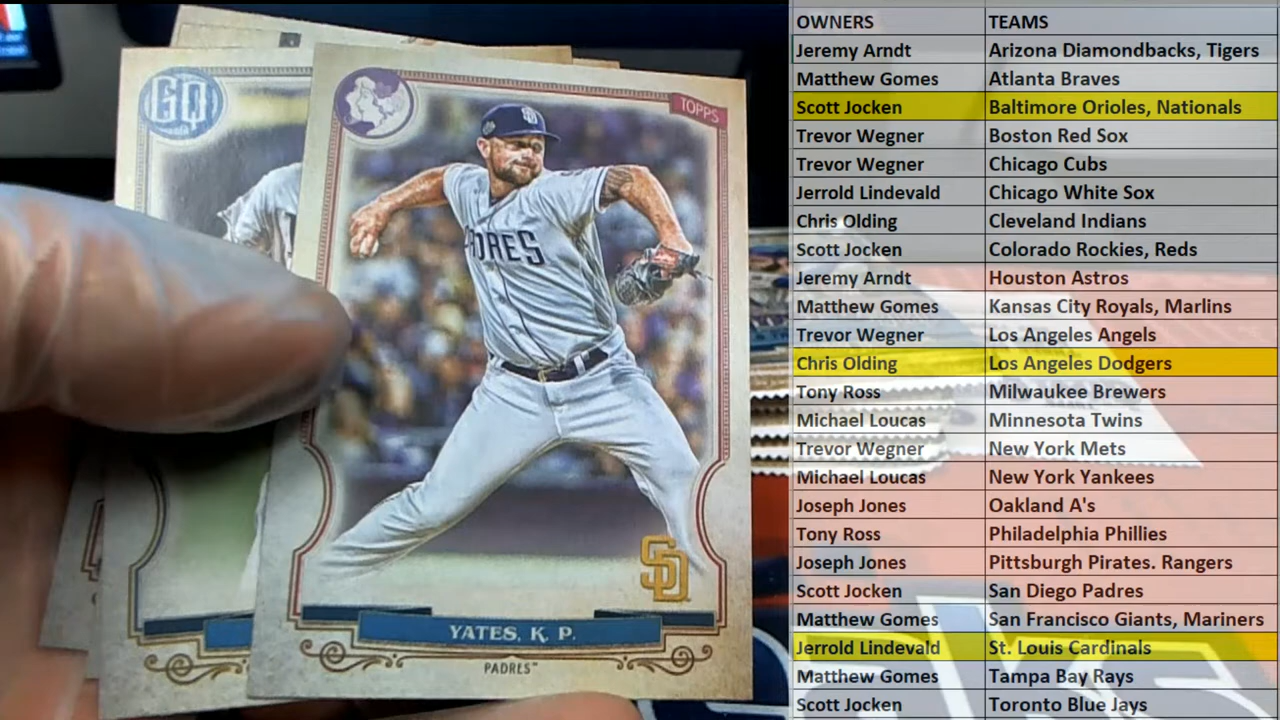 GQ
TOPPS
SD
PADRES
SD
YATES, K. P.
PADRES™
OWNERS TEAMS
Jeremy Arndt Arizona Diamondbacks, Tigers
Matthew Gomes Atlanta Braves
Scott Jocken Baltimore Orioles, Nationals
Trevor Wegner Boston Red Sox
Trevor Wegner Chicago Cubs
Jerrold Lindevald Chicago White Sox
Chris Olding Cleveland Indians
Scott Jocken Colorado Rockies, Reds
Jeremy Arndt Houston Astros
Matthew Gomes Kansas City Royals, Marlins
Trevor Wegner Los Angeles Angels
Chris Olding Los Angeles Dodgers
Tony Ross Milwaukee Brewers
Michael Loucas Minnesota Twins
Trevor Wegner New York Mets
Michael Loucas New York Yankees
Joseph Jones Oakland A's
Tony Ross Philadelphia Phillies
Joseph Jones Pittsburgh Pirates. Rangers
Scott Jocken San Diego Padres
Matthew Gomes San Francisco Giants, Mariners
Jerrold Lindevald St. Louis Cardinals
Matthew Gomes Tampa Bay Rays
Scott Jocken Toronto Blue Jays